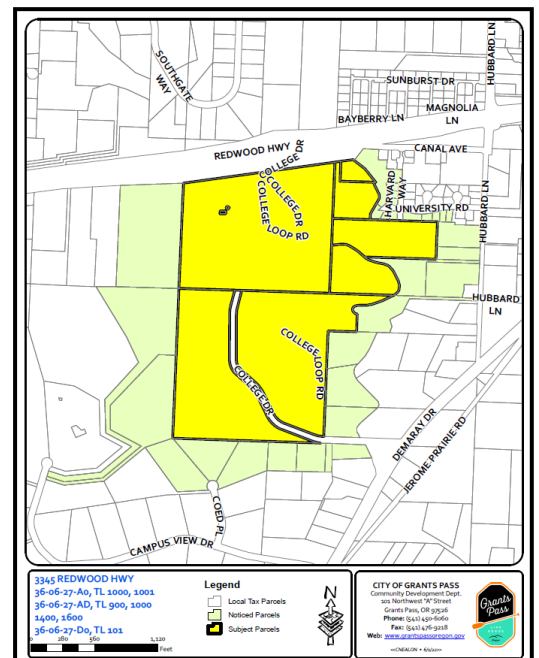 HUBBARD LN
SOUTHGATE
WAY
SUNBURST DR
MAGNOLIA
LN
BAYBERRY LN
REDWOOD HWY
CANAL AVE
COLLEGE DR
COLLEGE DR
COLLEGE
LOOP RD
HARVARD
WAY
UNIVERSITY RD
HUBBARD LN
HUBBARD
LN
COLLEGE
LOOP RD
COLLEGE DR
DEMARAY DR
JEROME PRAIRIE RD
COED PL
CAMPUS VIEW DR
3345 REDWOOD HWY
36-06-27-A0, TL 1000, 1001
36-06-27-AD, TL 900, 1000
1400, 1600
36-06-27-D0, TL 101
0 280 560 1,120
Feet
Legend
Local Tax Parcels
Noticed Parcels
Subject Parcels
N
CITY OF GRANTS PASS
Community Development Dept.
101 Northwest "A" Street
Grants Pass, OR 97526
Phone: (541) 450-6060
Fax: (541) 476-9218
Web: www.grantspassoregon.gov
Grants
Pass